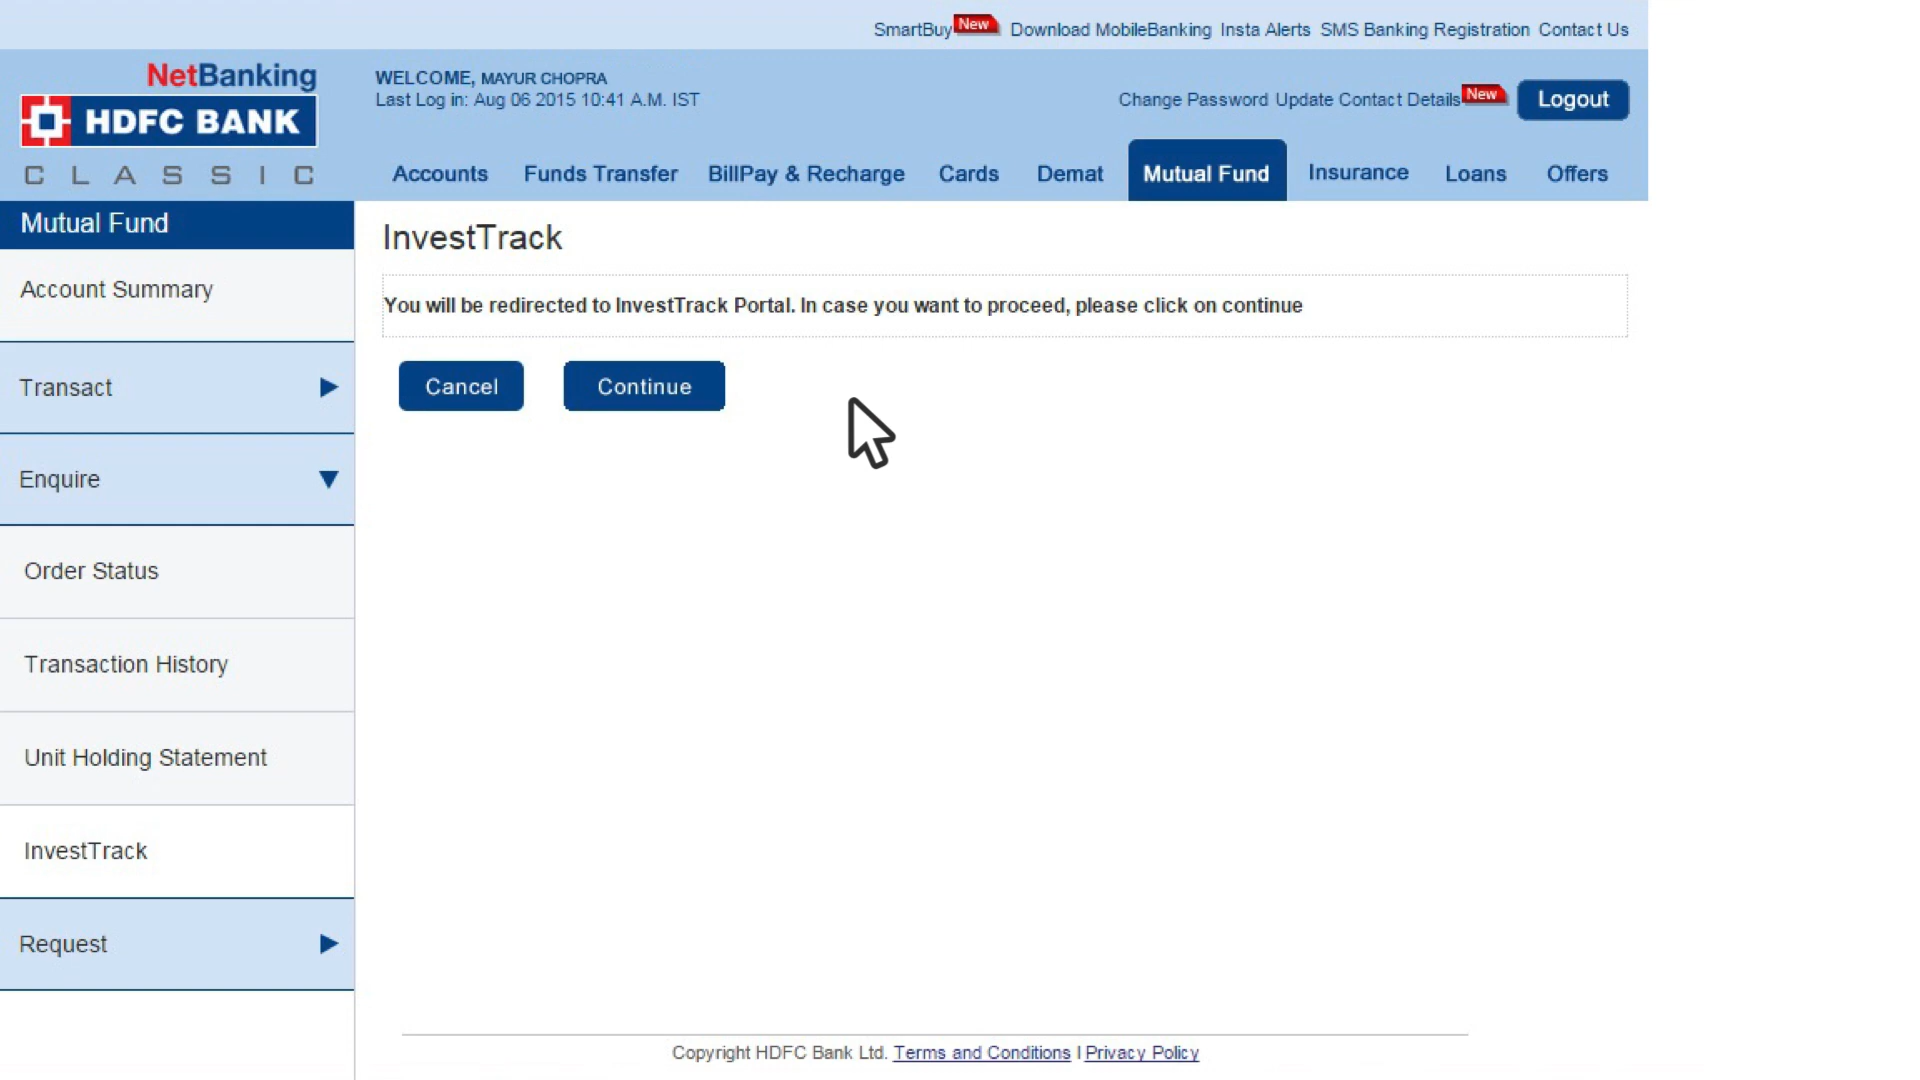 SmartBuy New Download MobileBanking Insta Alerts SMS Banking Registration Contact Us
NetBanking
HDFC BANK
CLASSIC
WELCOME, MAYUR CHOPRA
Last Log in: Aug 06 2015 10:41 A.M. IST
Change Password Update Contact Details New Logout
Accounts Funds Transfer BillPay & Recharge Cards Demat Mutual Fund Insurance Loans Offers
Mutual Fund
Account Summary
Transact
Enquire
Order Status
Transaction History
Unit Holding Statement
InvestTrack
Request
InvestTrack
You will be redirected to InvestTrack Portal. In case you want to proceed, please click on continue
Cancel Continue
Copyright HDFC Bank Ltd. Terms and Conditions | Privacy Policy